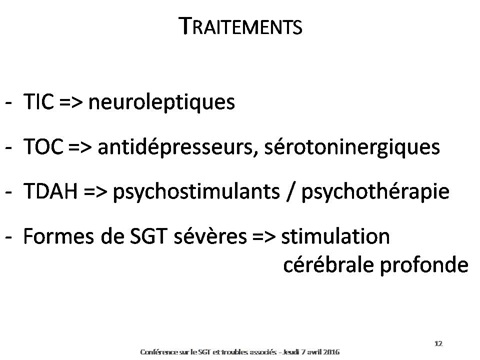 TRAITEMENTS
- TIC => neuroleptiques
- TOC => antidépresseurs, sérotoninergiques
- TDAH => psychostimulants / psychothérapie
- Formes de SGT sévères => stimulation
cérébrale profonde
12
Conférence sur le SGT et troubles associés - Jeudi 7 avril 2016